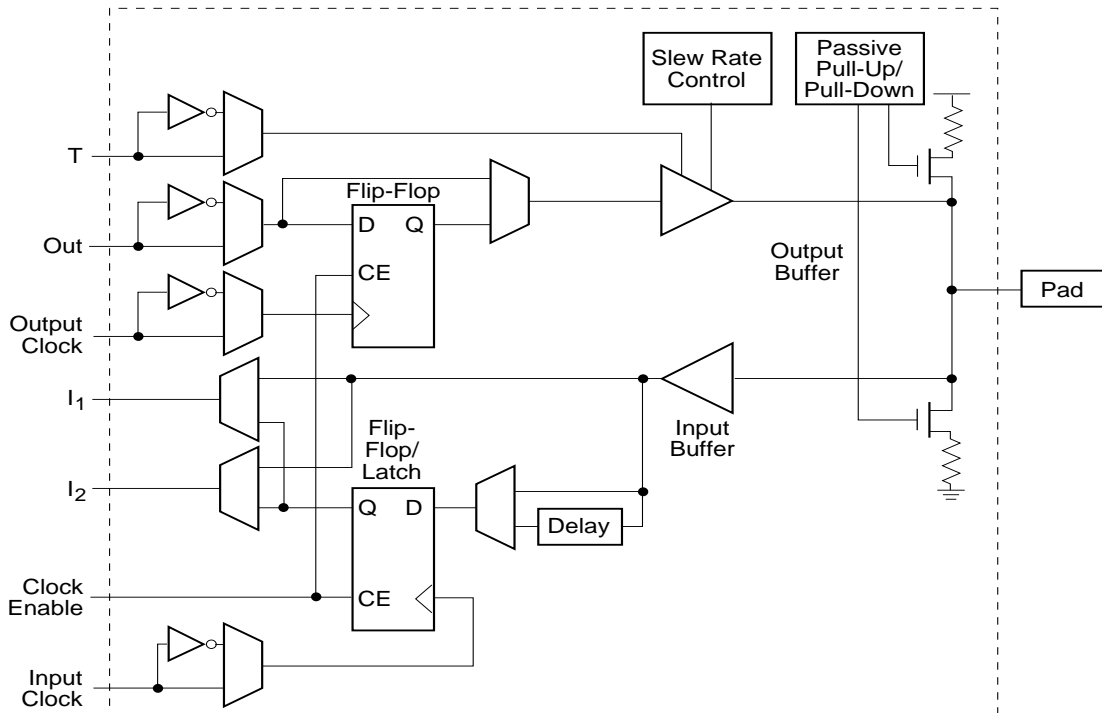 Slew Rate
Control
Passive
Pull-Up/
Pull-Down
T
Flip-Flop
D Q
Out
CE
Output
Buffer
Pad
Output
Clock
I1
Flip-
Flop/
Latch
Input
Buffer
I2
Q D
Delay
Clock
Enable
CE
Input
Clock